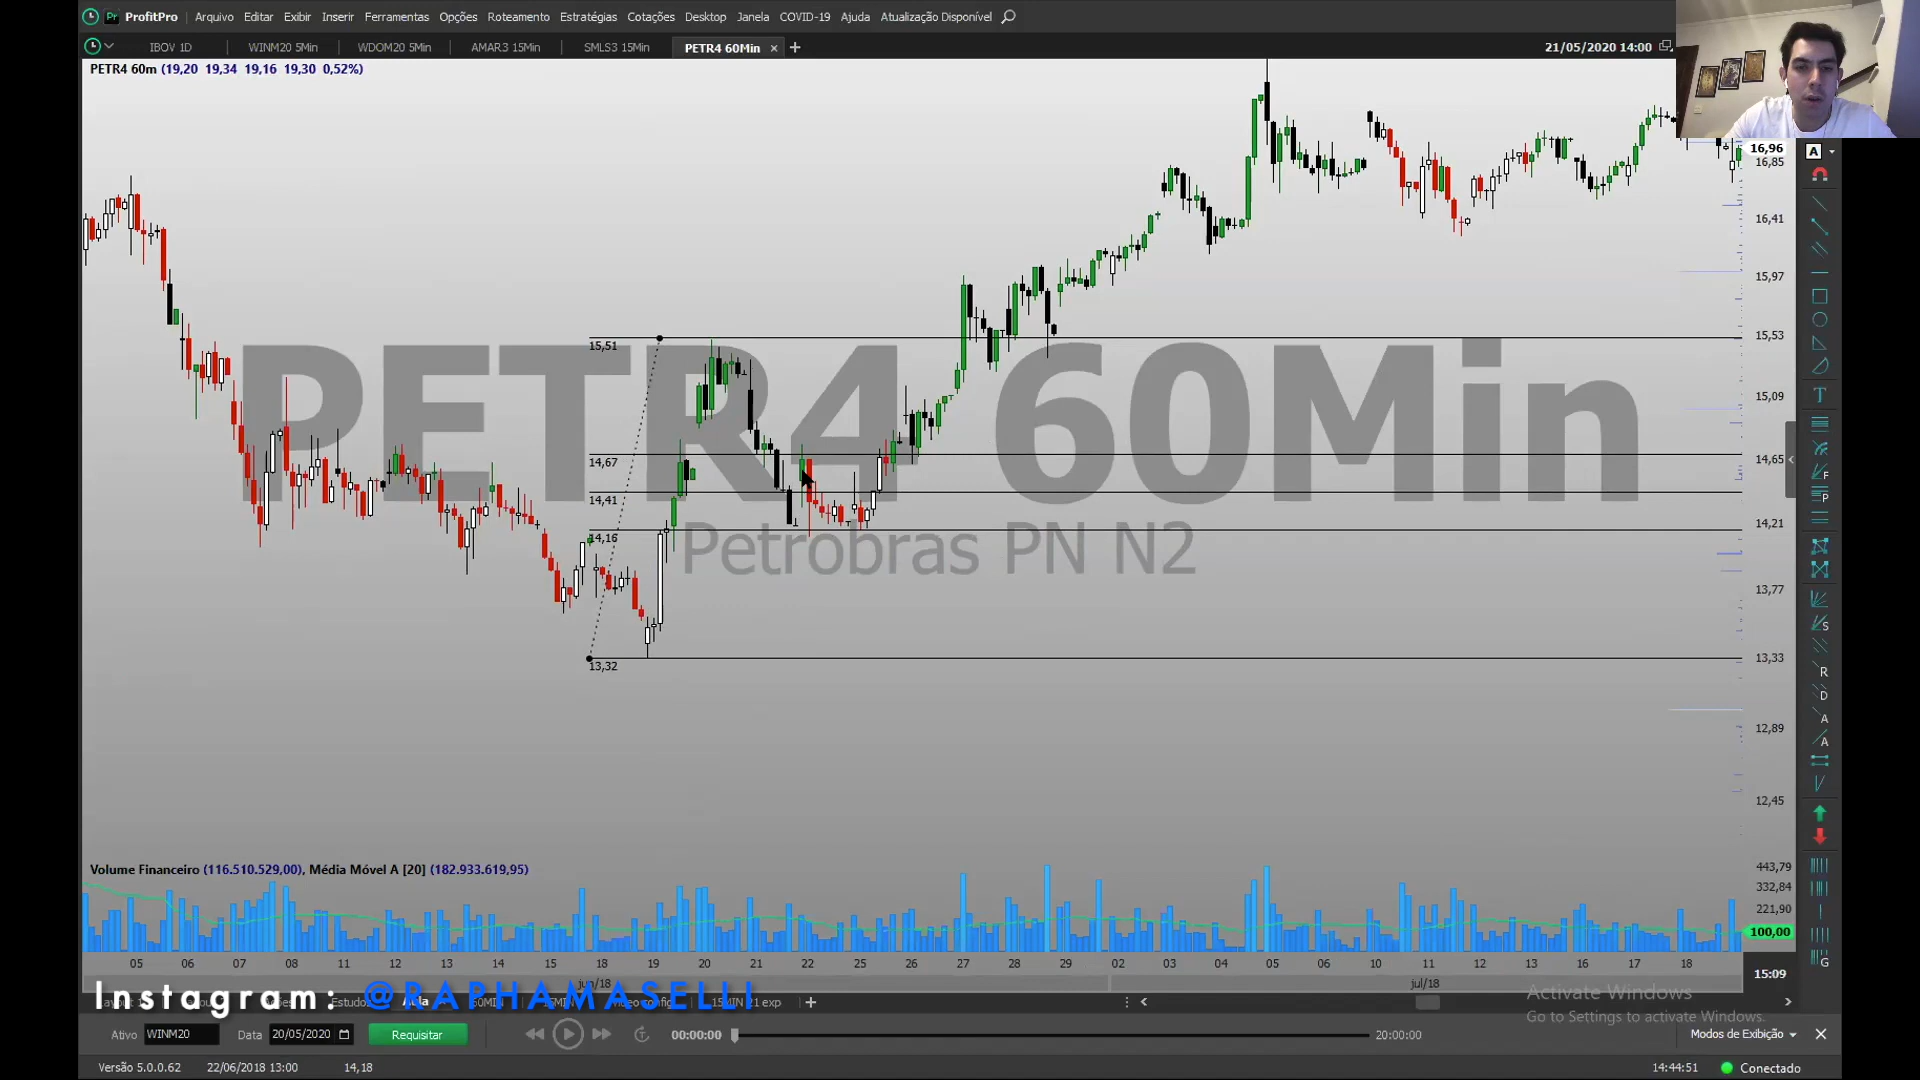 ProfitPro Arquivo Editar Exibir Inserir Ferramentas Opções Roteamento Estratégias Cotações Desktop Janela COVID-19 Ajuda Atualização Disponível
IBOV 1D WINM20 5Min WDOM20 5Min AMAR3 15Min SMLS3 15Min PETR4 60Min × + 21/05/2020 14:00
PETR4 60m (19,20 19,34 19,16 19,30 0,52%)
16,96
16,85
16,41
15,97
15,53
15,09
14,65
14,21
13,77
13,33
12,89
12,45
15,51
14,67
14,41
14,16
13,32
PETR4 60Min
Petrobras PN N2
Volume Financeiro (116.510.529,00), Média Móvel A [20] (182.933.619,95)
443,79
332,84
221,90
100,00
05 06 07 08 11 12 13 14 15 18 19 20 21 22 25 26 27 28 29 02 03 04 05 06 10 11 12 13 16 17 18
15:09
jun/18 jul/18
Instagram: @RAPHAMASELLI
Activate Windows
Go to Settings to activate Windows.
Ativo WINM20 Data 20/05/2020 Requisitar 00:00:00 20:00:00 Modos de Exibição
Versão 5.0.0.62 22/06/2018 13:00 14,18 14:44:51 Conectado